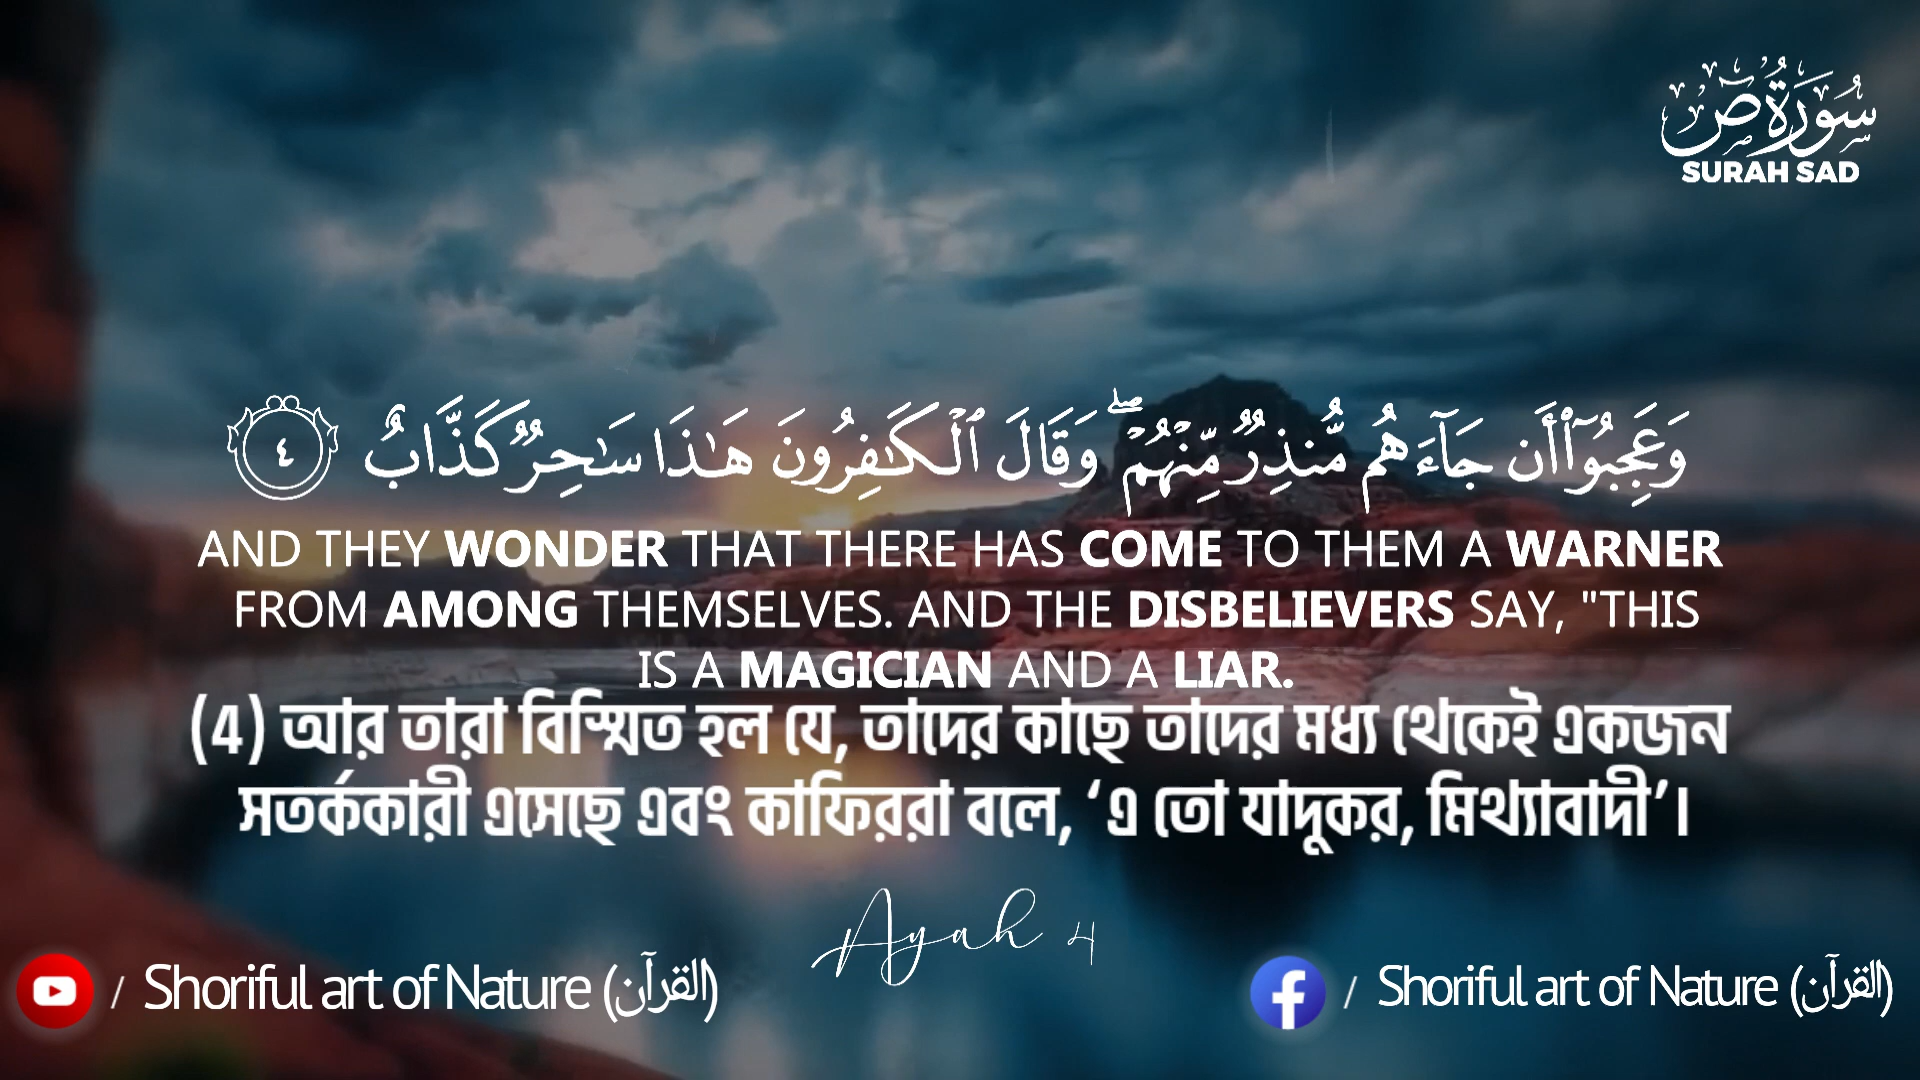 سُورَةُ ص
SURAH SAD
وَعَجِبُوٓا۟ أَن جَآءَهُم مُّنذِرٌ مِّنْهُمْ ۖ وَقَالَ ٱلْكَـٰفِرُونَ هَـٰذَا سَـٰحِرٌ كَذَّابٌ ٤
AND THEY WONDER THAT THERE HAS COME TO THEM A WARNER
FROM AMONG THEMSELVES. AND THE DISBELIEVERS SAY, "THIS
IS A MAGICIAN AND A LIAR.
(4) আর তারা বিস্মিত হল যে, তাদের কাছে তাদের মধ্য থেকেই একজন
সতর্ককারী এসেছে এবং কাফিররা বলে, ‘এ তো যাদুকর, মিথ্যাবাদী’।
Ayah 4
/ Shoriful art of Nature (القرآن)
/ Shoriful art of Nature (القرآن)